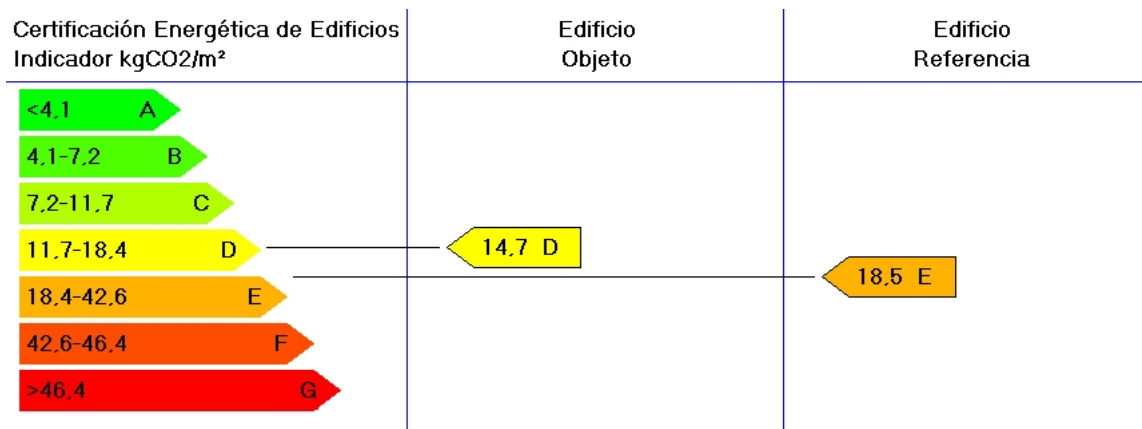 Certificación Energética de Edificios
Indicador kgCO2/m²
Edificio
Objeto
Edificio
Referencia
<4,1 A
4,1-7,2 B
7,2-11,7 C
11,7-18,4 D
14,7 D
18,4-42,6 E
18,5 E
42,6-46,4 F
>46,4 G